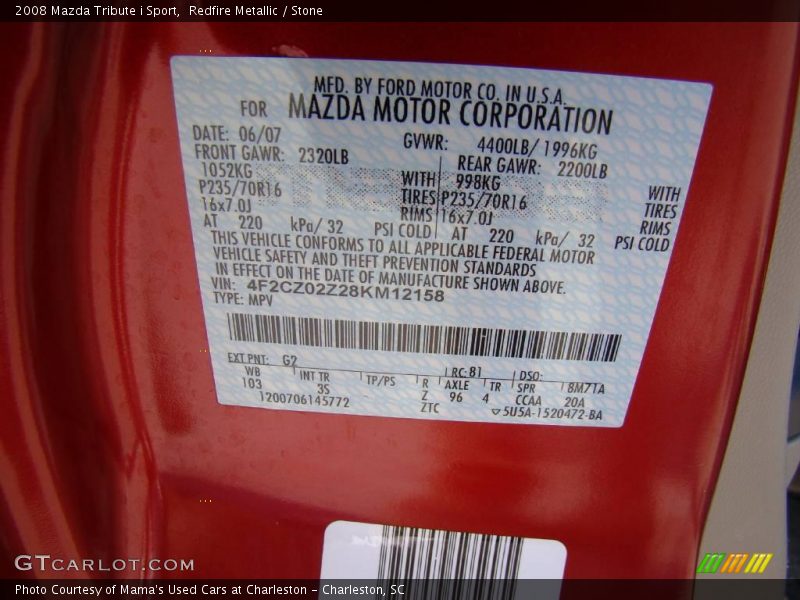 2008 Mazda Tribute i Sport, Redfire Metallic / Stone
MFD. BY FORD MOTOR CO. IN U.S.A.
FOR MAZDA MOTOR CORPORATION
DATE: 06/07 GVWR: 4400LB/ 1996KG
FRONT GAWR: 2320LB REAR GAWR: 2200LB
1052KG WITH 998KG WITH
P235/70R16 TIRES P235/70R16 TIRES
16x7.0J RIMS 16x7.0J RIMS
AT 220 kPa/ 32 PSI COLD AT 220 kPa/ 32 PSI COLD
THIS VEHICLE CONFORMS TO ALL APPLICABLE FEDERAL MOTOR
VEHICLE SAFETY AND THEFT PREVENTION STANDARDS
IN EFFECT ON THE DATE OF MANUFACTURE SHOWN ABOVE.
VIN: 4F2CZ02Z28KM12158
TYPE: MPV
EXT PNT: G2 RC: 81 DSO:
WB INT TR TP/PS R AXLE TR SPR 8M7TA
103 3S Z 96 4 CCAA 20A
1200706145772 ZTC 5U5A-1520472-BA
GTCARLOT.COM
Photo Courtesy of Mama's Used Cars at Charleston - Charleston, SC